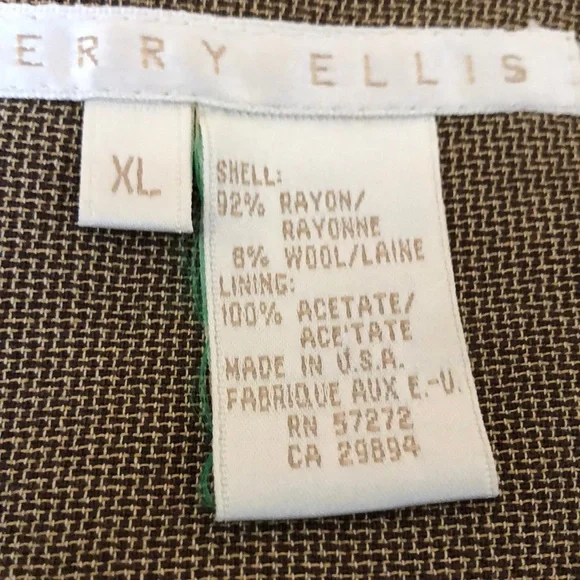 ERRY ELLIS
XL
SHELL:
92% RAYON/
RAYONNE
8% WOOL/LAINE
LINING:
100% ACETATE/
ACETATE
MADE IN U.S.A.
FABRIQUE AUX E.-U.
RN 57272
CA 29894